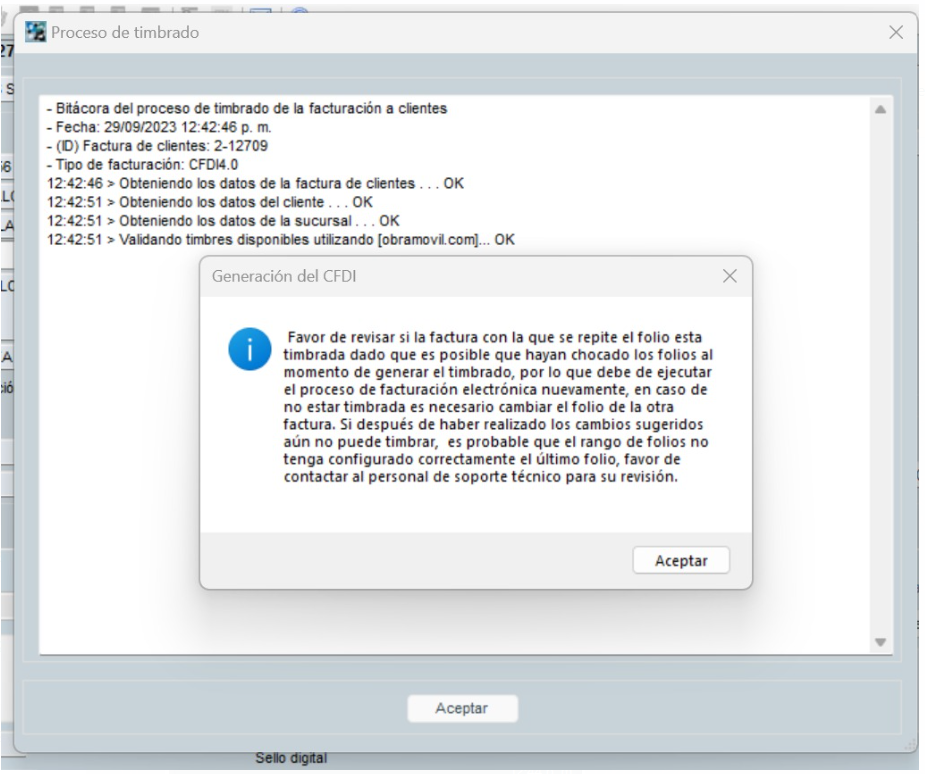 Proceso de timbrado
- Bitácora del proceso de timbrado de la facturación a clientes
- Fecha: 29/09/2023 12:42:46 p. m.
- (ID) Factura de clientes: 2-12709
- Tipo de facturación: CFDI4.0
12:42:46 > Obteniendo los datos de la factura de clientes . . . OK
12:42:51 > Obteniendo los datos del cliente . . . OK
12:42:51 > Obteniendo los datos de la sucursal . . . OK
12:42:51 > Validando timbres disponibles utilizando [obramovil.com]... OK
Generación del CFDI
Favor de revisar si la factura con la que se repite el folio esta
timbrada dado que es posible que hayan chocado los folios al
momento de generar el timbrado, por lo que debe de ejecutar
el proceso de facturación electrónica nuevamente, en caso de
no estar timbrada es necesario cambiar el folio de la otra
factura. Si después de haber realizado los cambios sugeridos
aún no puede timbrar,  es probable que el rango de folios no
tenga configurado correctamente el último folio, favor de
contactar al personal de soporte técnico para su revisión.
Aceptar
Aceptar
Sello digital